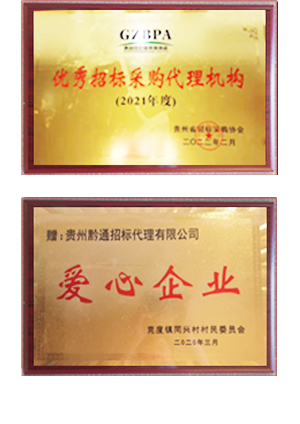 GZBPA
优秀招标采购代理机构
(2021年度)
贵州省招标采购协会
二〇二二年二月
赠:贵州黔通招标代理有限公司
爱心企业
宽厚镇同兴村村民委员会
二〇二〇年三月